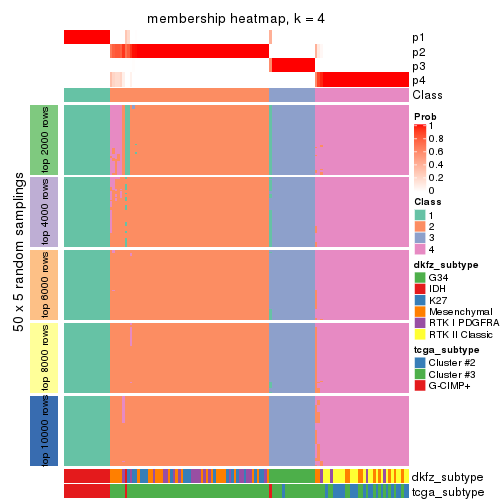 membership heatmap, k = 4
p1
p2
p3
p4
Class
50 x 5 random samplings
top 2000 rows
top 4000 rows
top 6000 rows
top 8000 rows
top 10000 rows
dkfz_subtype
tcga_subtype
Prob
1
0.8
0.6
0.4
0.2
0
Class
1
2
3
4
dkfz_subtype
G34
IDH
K27
Mesenchymal
RTK I PDGFRA
RTK II Classic
tcga_subtype
Cluster #2
Cluster #3
G-CIMP+